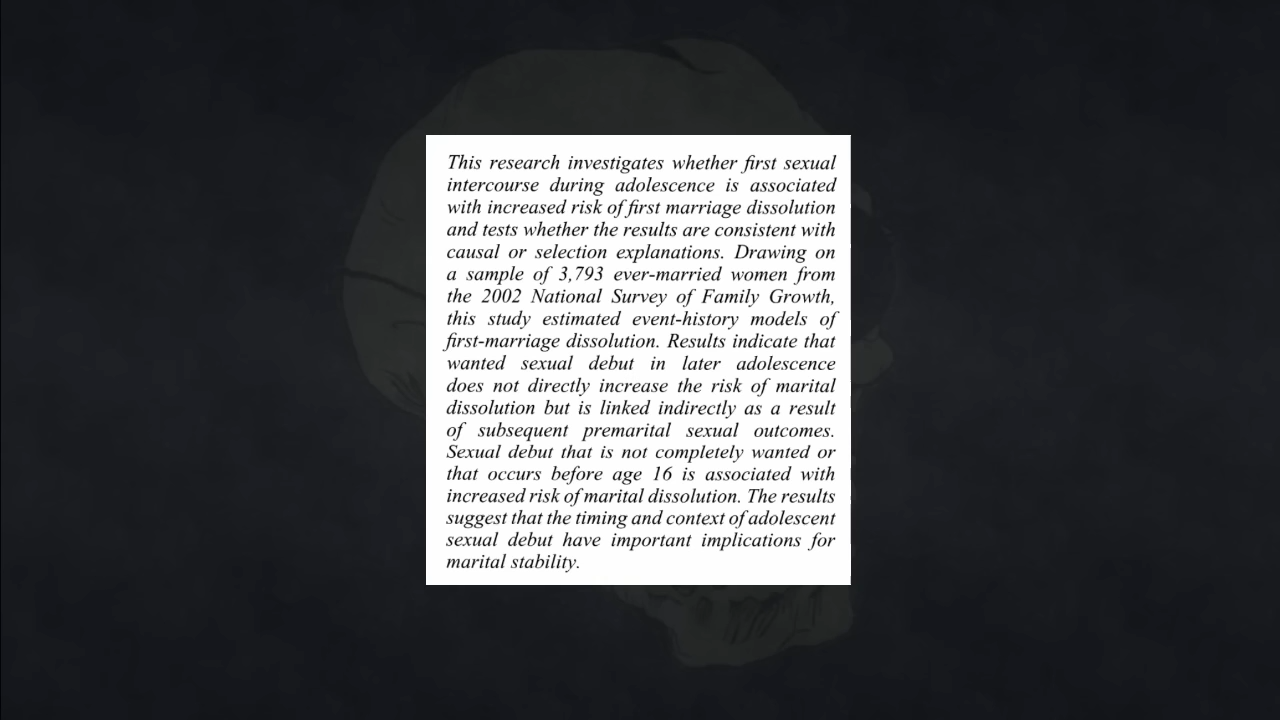 This research investigates whether first sexual
intercourse during adolescence is associated
with increased risk of first marriage dissolution
and tests whether the results are consistent with
causal or selection explanations. Drawing on
a sample of 3,793 ever-married women from
the 2002 National Survey of Family Growth,
this study estimated event-history models of
first-marriage dissolution. Results indicate that
wanted sexual debut in later adolescence
does not directly increase the risk of marital
dissolution but is linked indirectly as a result
of subsequent premarital sexual outcomes.
Sexual debut that is not completely wanted or
that occurs before age 16 is associated with
increased risk of marital dissolution. The results
suggest that the timing and context of adolescent
sexual debut have important implications for
marital stability.